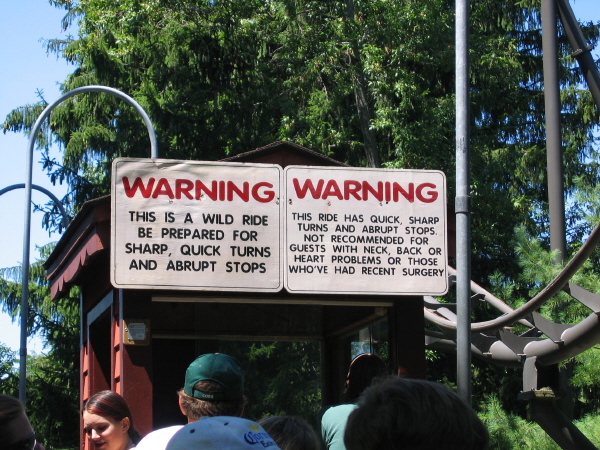 WARNING
THIS IS A WILD RIDE
BE PREPARED FOR
SHARP, QUICK TURNS
AND ABRUPT STOPS
WARNING
THIS RIDE HAS QUICK, SHARP
TURNS AND ABRUPT STOPS.
NOT RECOMMENDED FOR
GUESTS WITH NECK, BACK OR
HEART PROBLEMS OR THOSE
WHO'VE HAD RECENT SURGERY
Corona